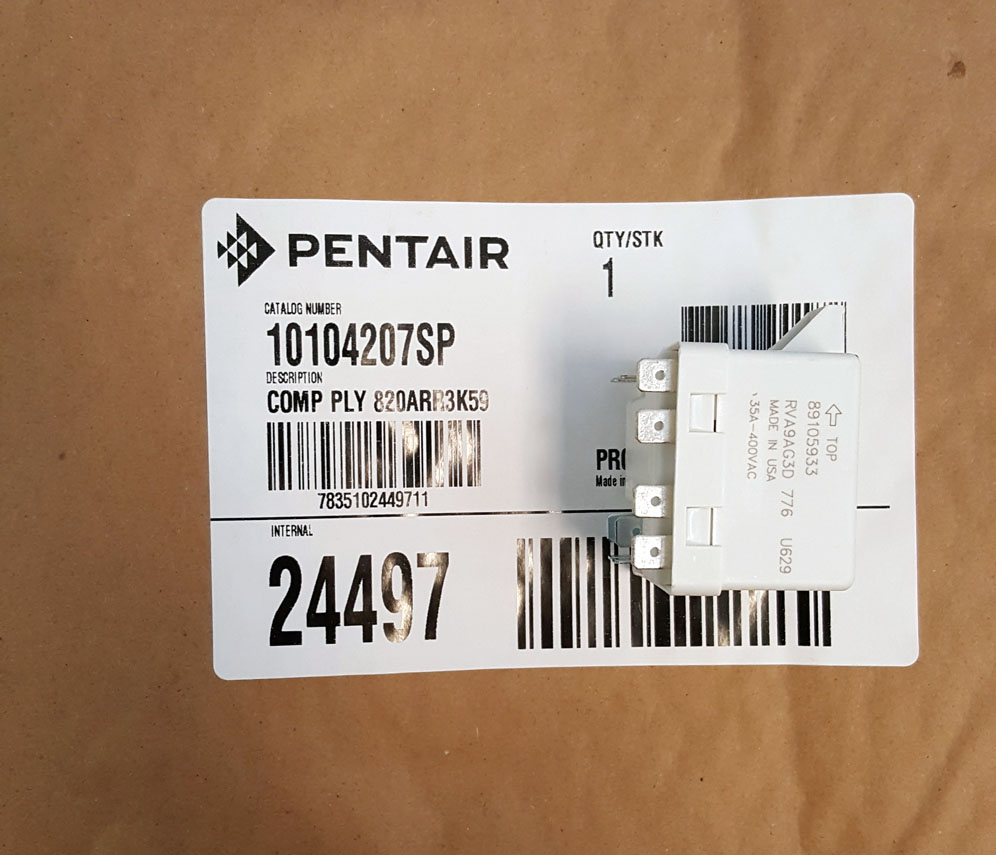 PENTAIR
QTY/STK
1
CATALOG NUMBER
10104207SP
DESCRIPTION
COMP PLY 820ARR3K59
7835102449711
PRO
Made in
INTERNAL
24497
TOP
89105933
RVA9AG3D 776 U629
MADE IN USA
35A-400VAC